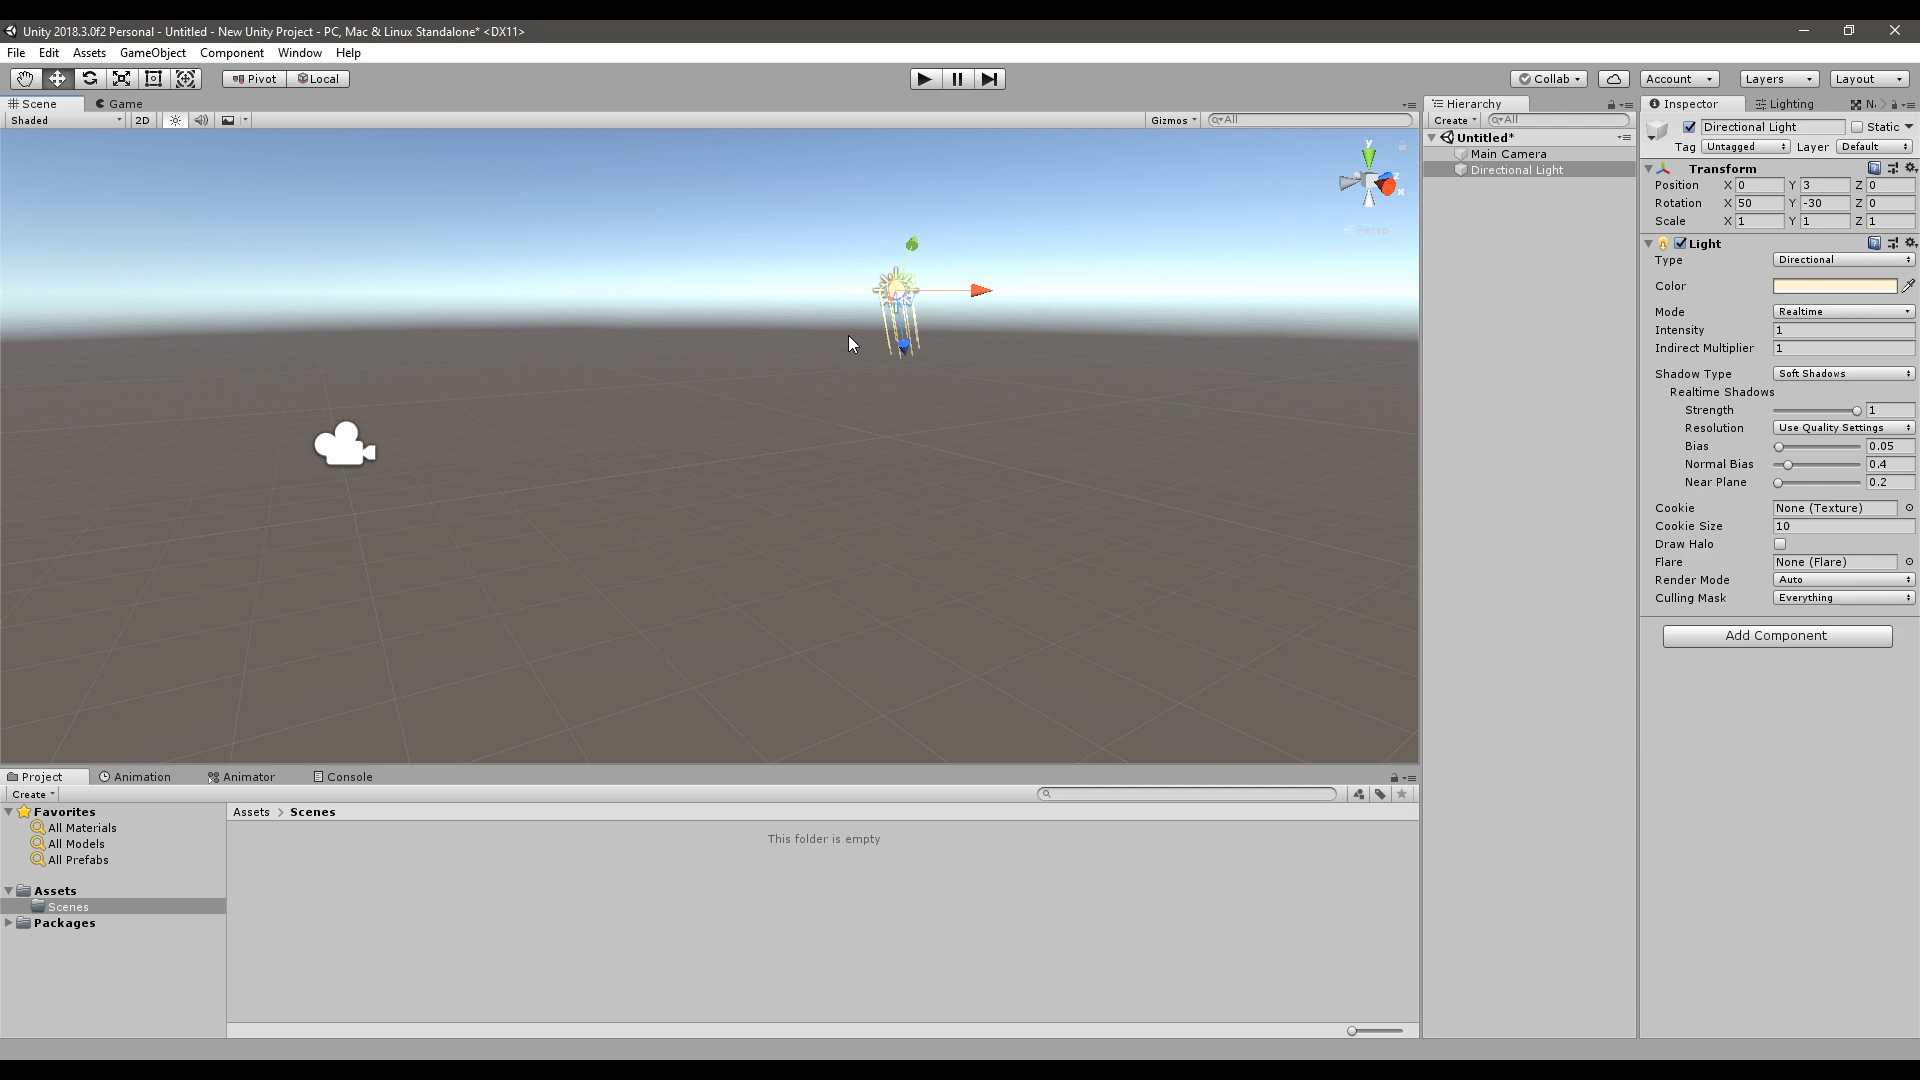 Unity 2018.3.0f2 Personal - Untitled - New Unity Project - PC, Mac & Linux Standalone* <DX11>
File Edit Assets GameObject Component Window Help
Pivot Local Collab Account Layers Layout
Scene Game
Shaded 2D Gizmos All
y
z
x
Persp
Hierarchy
Create All
Untitled*
Main Camera
Directional Light
Inspector Lighting
Directional Light Static
Tag Untagged Layer Default
Transform
Position X 0 Y 3 Z 0
Rotation X 50 Y -30 Z 0
Scale X 1 Y 1 Z 1
Light
Type Directional
Color
Mode Realtime
Intensity 1
Indirect Multiplier 1
Shadow Type Soft Shadows
Realtime Shadows
Strength 1
Resolution Use Quality Settings
Bias 0.05
Normal Bias 0.4
Near Plane 0.2
Cookie None (Texture)
Cookie Size 10
Draw Halo
Flare None (Flare)
Render Mode Auto
Culling Mask Everything
Add Component
Project Animation Animator Console
Create
Favorites
All Materials
All Models
All Prefabs
Assets
Scenes
Packages
Assets > Scenes
This folder is empty